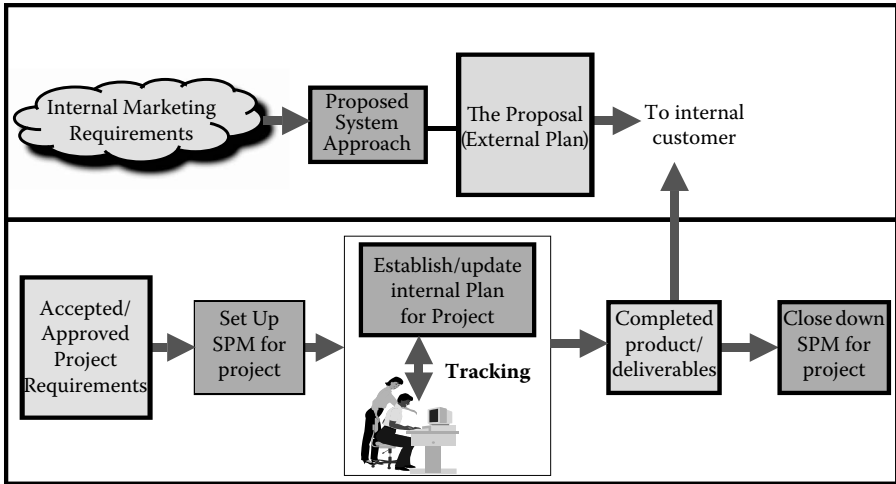 Internal Marketing
Requirements
Proposed
System
Approach
The Proposal
(External Plan)
To internal
customer
Accepted/
Approved
Project
Requirements
Set Up
SPM for
project
Establish/update
internal Plan
for Project
Tracking
Completed
product/
deliverables
Close down
SPM for
project